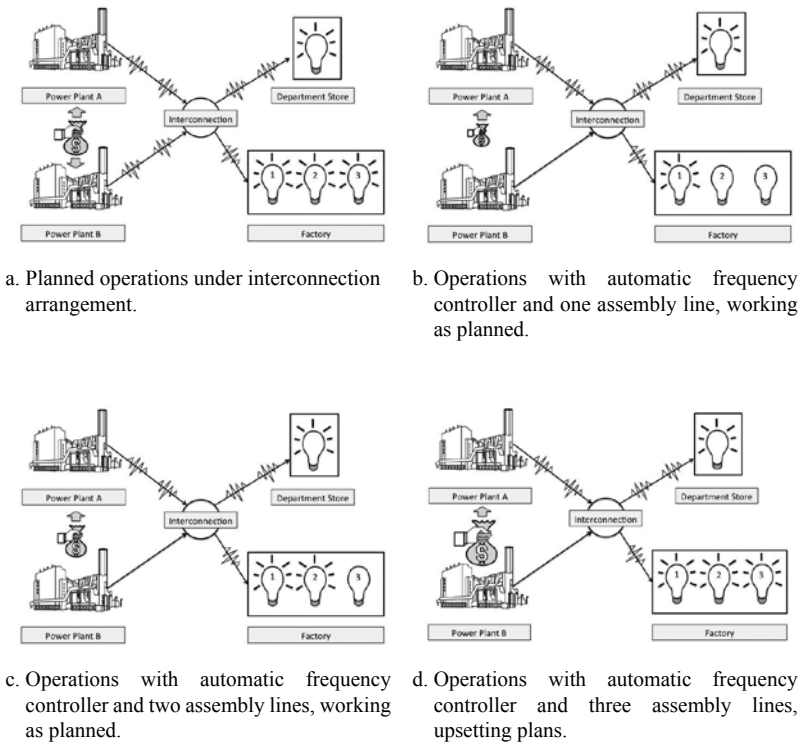 Power Plant A
Department Store
Interconnection
$
1 2 3
Power Plant B
Factory
a. Planned operations under interconnection
arrangement.
Power Plant A
Department Store
Interconnection
$
1 2 3
Power Plant B
Factory
b. Operations with automatic frequency
controller and one assembly line, working
as planned.
Power Plant A
Department Store
Interconnection
$
1 2 3
Power Plant B
Factory
c. Operations with automatic frequency
controller and two assembly lines, working
as planned.
Power Plant A
Department Store
Interconnection
$
1 2 3
Power Plant B
Factory
d. Operations with automatic frequency
controller and three assembly lines,
upsetting plans.